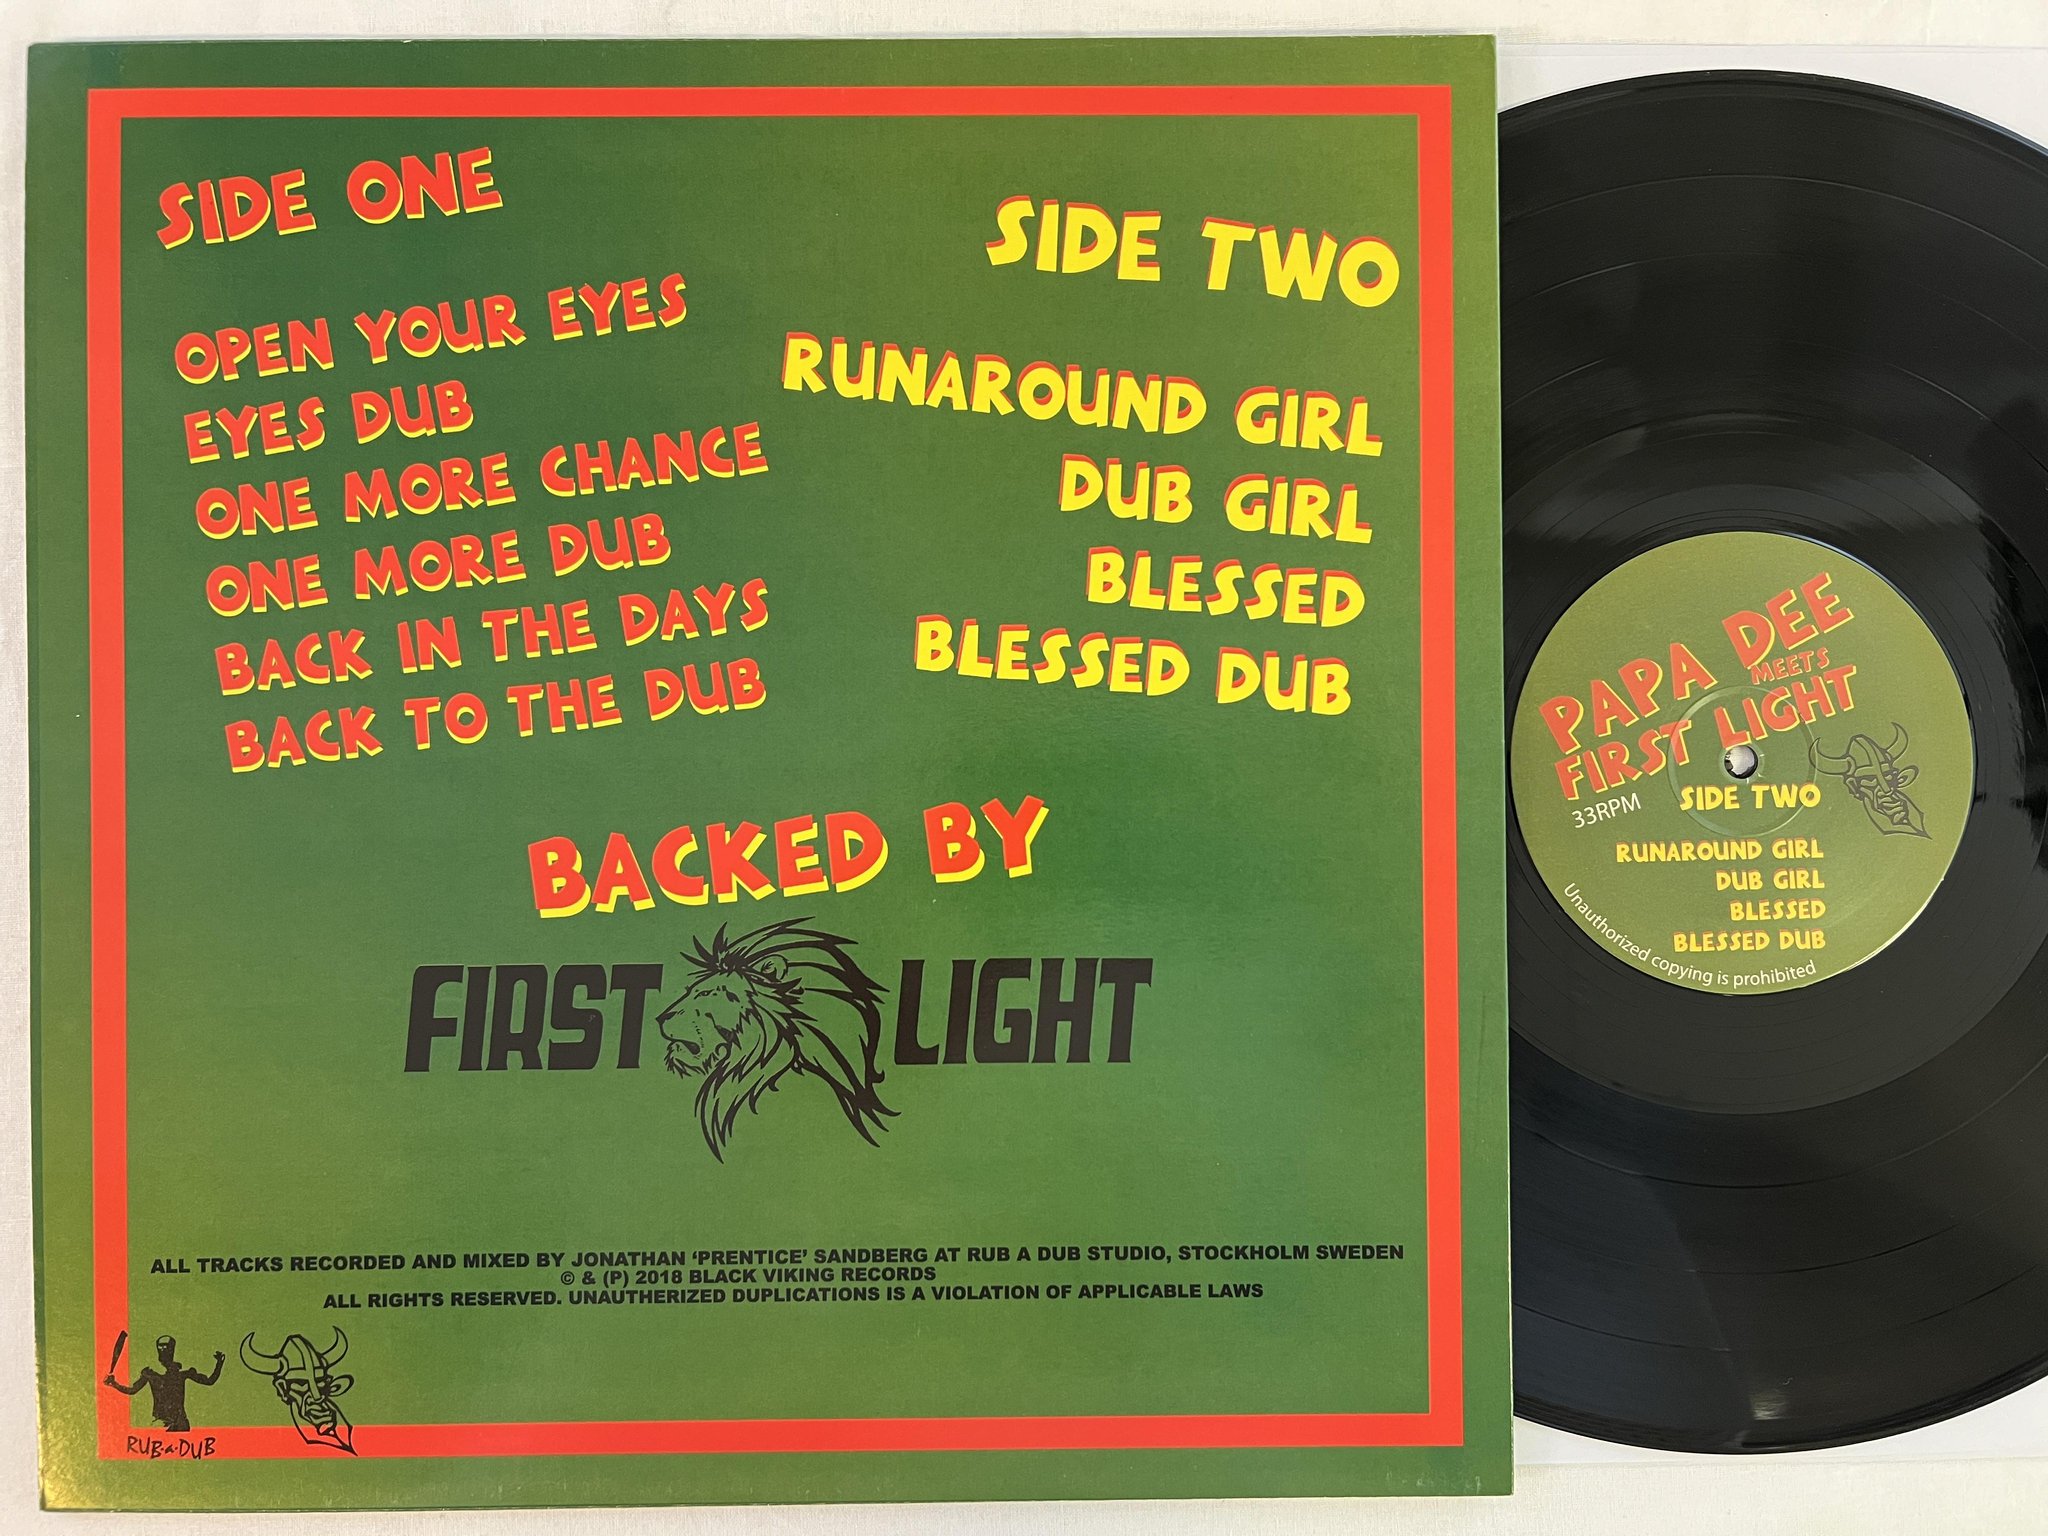 SIDE ONE
OPEN YOUR EYES
EYES DUB
ONE MORE CHANCE
ONE MORE DUB
BACK IN THE DAYS
BACK TO THE DUB
SIDE TWO
RUNAROUND GIRL
DUB GIRL
BLESSED
BLESSED DUB
BACKED BY
FIRST LIGHT
ALL TRACKS RECORDED AND MIXED BY JONATHAN ‘PRENTICE’ SANDBERG AT RUB A DUB STUDIO, STOCKHOLM SWEDEN
© & (P) 2018 BLACK VIKING RECORDS
ALL RIGHTS RESERVED. UNAUTHERIZED DUPLICATIONS IS A VIOLATION OF APPLICABLE LAWS
RUB-a-DUB
PAPA DEE
MEETS
FIRST LIGHT
33RPM
SIDE TWO
RUNAROUND GIRL
DUB GIRL
BLESSED
BLESSED DUB
Unauthorized copying is prohibited